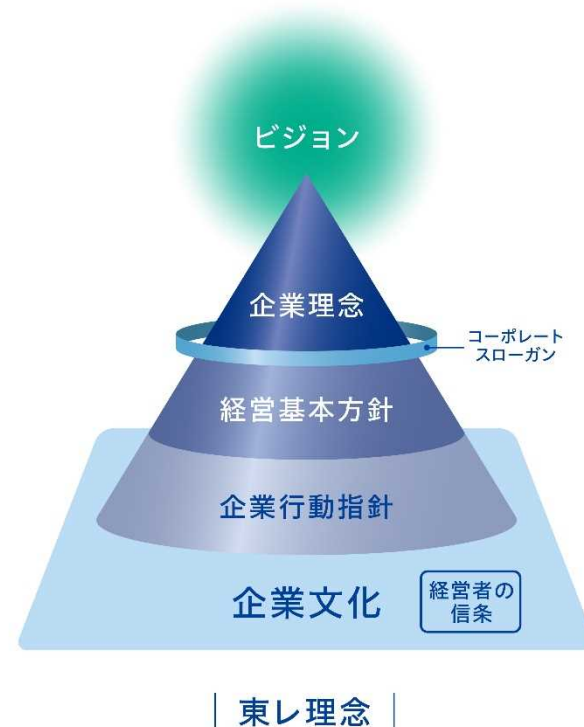 ビジョン
企業理念
コーポレート
スローガン
経営基本方針
企業行動指針
企業文化
経営者の
信条
東レ理念